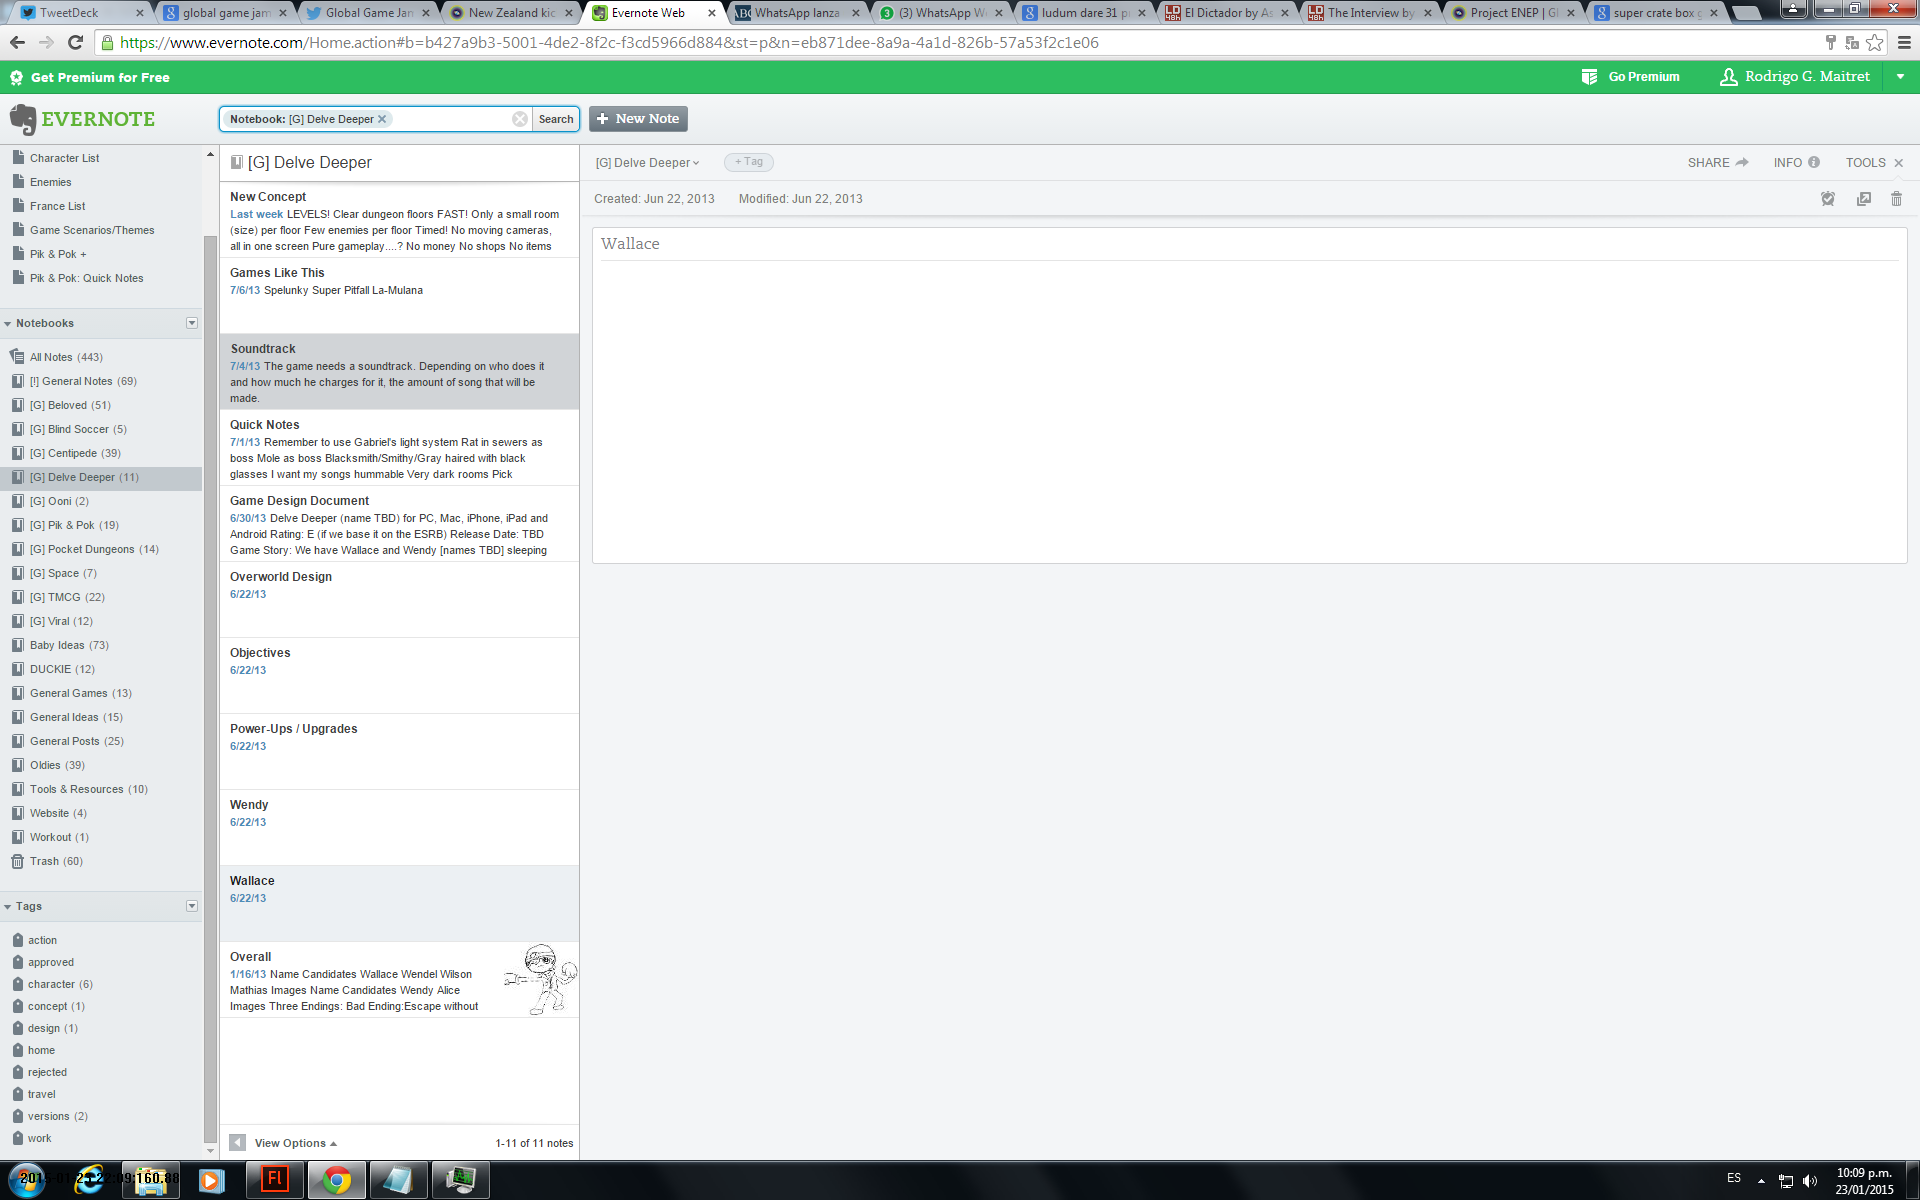 TweetDeck
global game jam
Global Game Jan
New Zealand kic
Evernote Web
ABC
WhatsApp lanza
(3) WhatsApp W
ludum dare 31 p
El Dictador by As
The Interview by
Project ENEP | Gl
super crate box g
https://www.evernote.com/Home.action#b=b427a9b3-5001-4de2-8f2c-f3cd5966d884&st=p&n=eb871dee-8a9a-4a1d-826b-57a53f2c1e06
Get Premium for Free
Go Premium
Rodrigo G. Maitret
EVERNOTE
Notebook: [G] Delve Deeper
Search
+ New Note
Character List
Enemies
France List
Game Scenarios/Themes
Pik & Pok +
Pik & Pok: Quick Notes
Notebooks
All Notes (443)
[!] General Notes (69)
[G] Beloved (51)
[G] Blind Soccer (5)
[G] Centipede (39)
[G] Delve Deeper (11)
[G] Ooni (2)
[G] Pik & Pok (19)
[G] Pocket Dungeons (14)
[G] Space (7)
[G] TMCG (22)
[G] Viral (12)
Baby Ideas (73)
DUCKIE (12)
General Games (13)
General Ideas (15)
General Posts (25)
Oldies (39)
Tools & Resources (10)
Website (4)
Workout (1)
Trash (60)
Tags
action
approved
character (6)
concept (1)
design (1)
home
rejected
travel
versions (2)
work
[G] Delve Deeper
New Concept
Last week LEVELS! Clear dungeon floors FAST! Only a small room
(size) per floor Few enemies per floor Timed! No moving cameras,
all in one screen Pure gameplay....? No money No shops No items
Games Like This
7/6/13 Spelunky Super Pitfall La-Mulana
Soundtrack
7/4/13 The game needs a soundtrack. Depending on who does it
and how much he charges for it, the amount of song that will be
made.
Quick Notes
7/1/13 Remember to use Gabriel's light system Rat in sewers as
boss Mole as boss Blacksmith/Smithy/Gray haired with black
glasses I want my songs hummable Very dark rooms Pick
Game Design Document
6/30/13 Delve Deeper (name TBD) for PC, Mac, iPhone, iPad and
Android Rating: E (if we base it on the ESRB) Release Date: TBD
Game Story: We have Wallace and Wendy [names TBD] sleeping
Overworld Design
6/22/13
Objectives
6/22/13
Power-Ups / Upgrades
6/22/13
Wendy
6/22/13
Wallace
6/22/13
Overall
1/16/13 Name Candidates Wallace Wendel Wilson
Mathias Images Name Candidates Wendy Alice
Images Three Endings: Bad Ending:Escape without
View Options
1-11 of 11 notes
[G] Delve Deeper
+ Tag
SHARE
INFO
TOOLS
Created: Jun 22, 2013
Modified: Jun 22, 2013
Wallace
Fl
ES
10:09 p.m.
23/01/2015